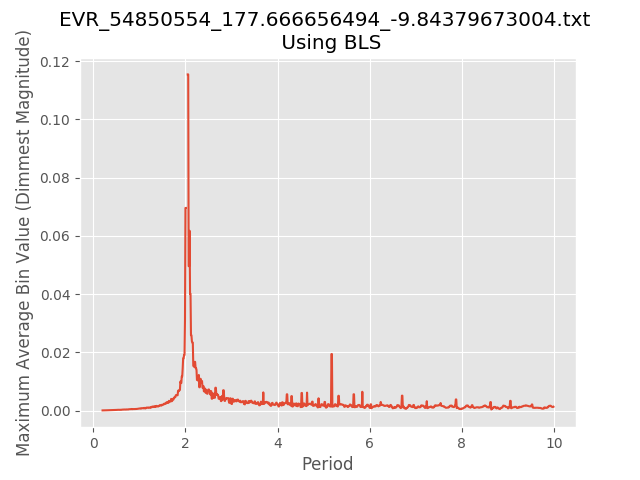 EVR_54850554_177.666656494_-9.84379673004.txt
Using BLS
Maximum Average Bin Value (Dimmest Magnitude)
0.12
0.10
0.08
0.06
0.04
0.02
0.00
0 2 4 6 8 10
Period